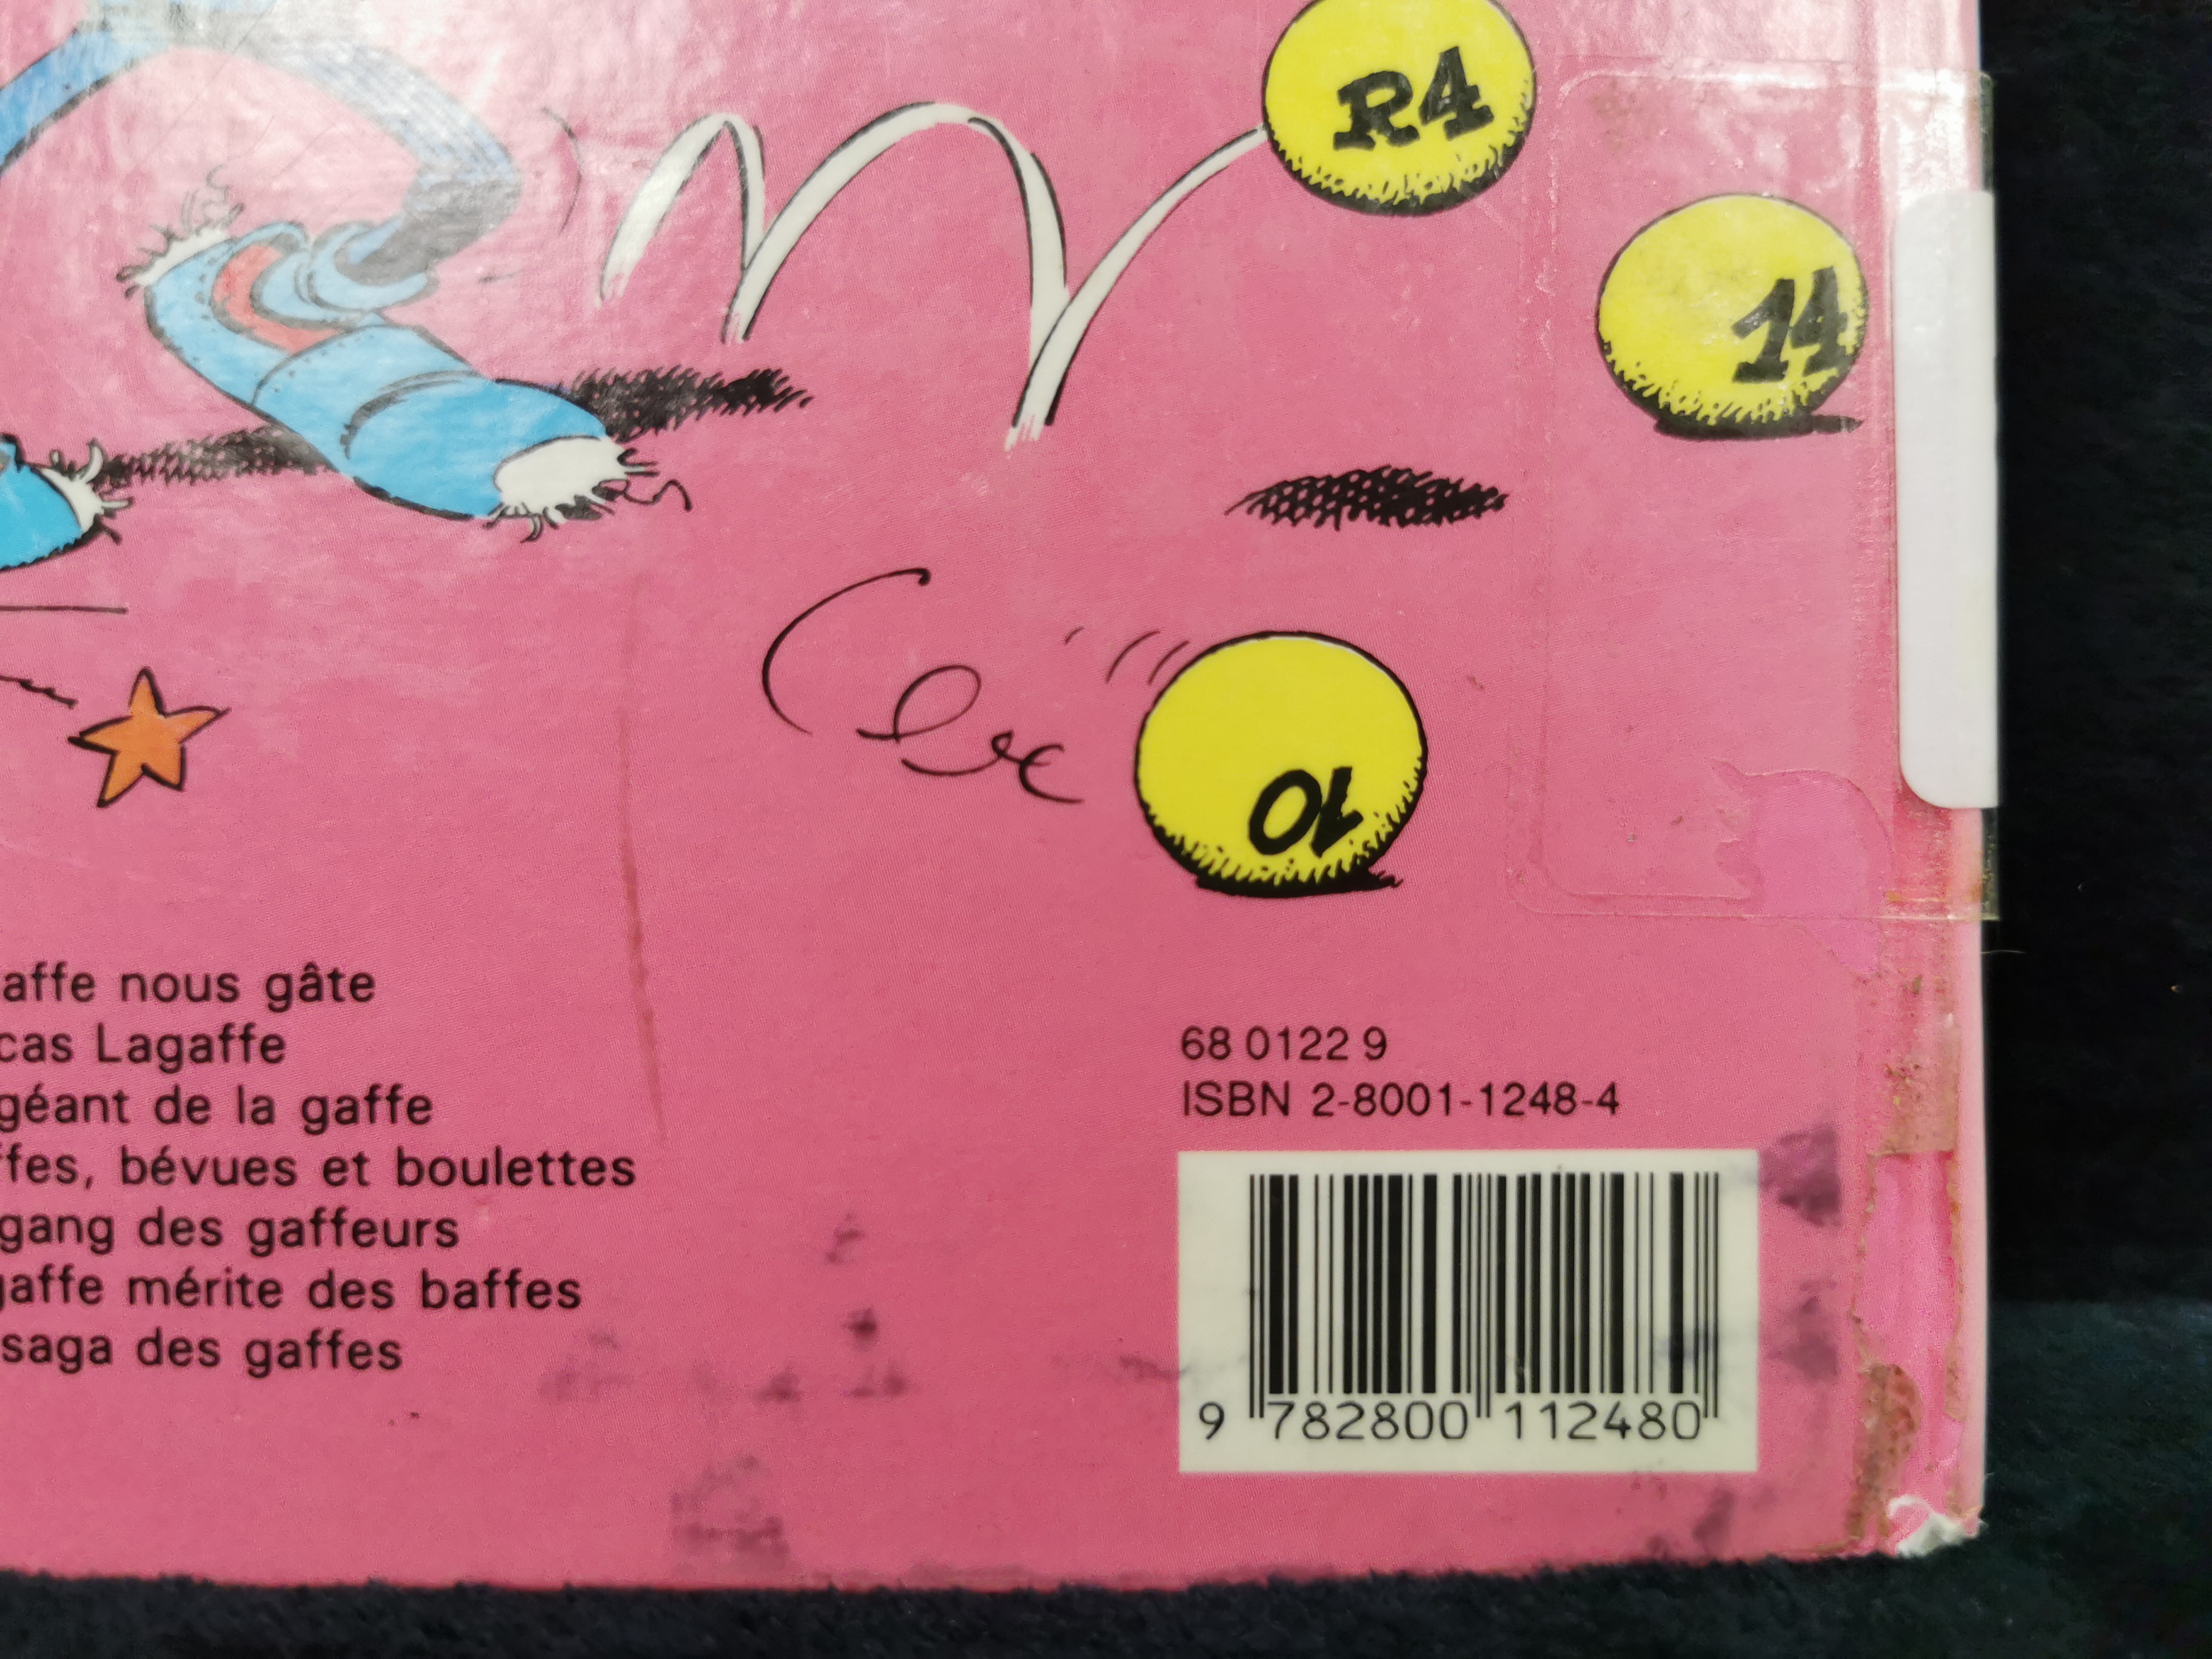 R4
14
10
affe nous gâte
cas Lagaffe
géant de la gaffe
ffes, bévues et boulettes
gang des gaffeurs
gaffe mérite des baffes
saga des gaffes
68 0122 9
ISBN 2-8001-1248-4
9 782800 112480